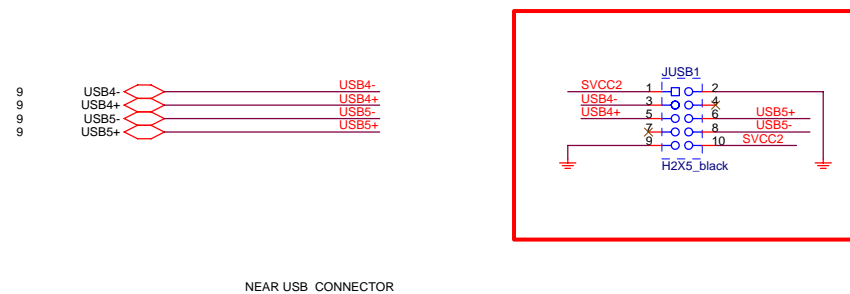 9 USB4- USB4-
9 USB4+ USB4+
9 USB5- USB5-
9 USB5+ USB5+
JUSB1
SVCC2 1 2
USB4- 3 4
USB4+ 5 6 USB5+
7 8 USB5-
9 10 SVCC2
H2X5_black
NEAR USB CONNECTOR